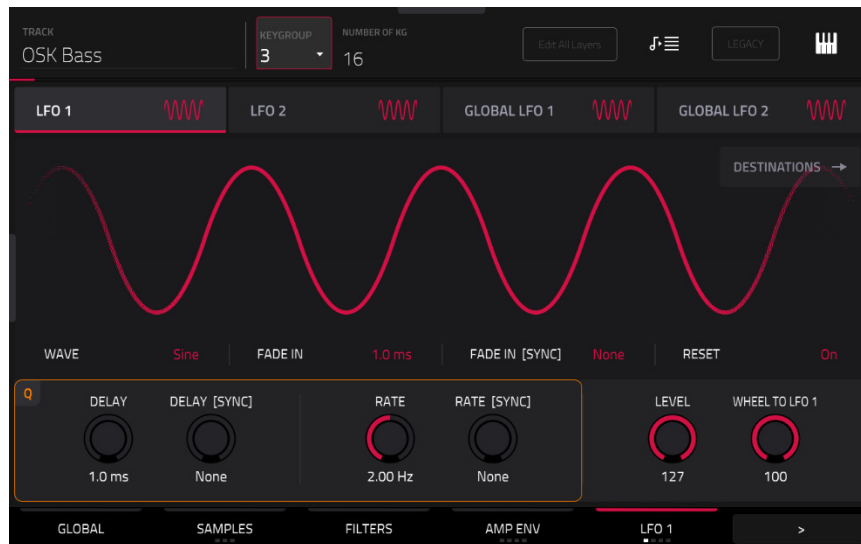 TRACK
OSK Bass
KEYGROUP
3
NUMBER OF KG
16
Edit All Layers
LEGACY
LFO 1
LFO 2
GLOBAL LFO 1
GLOBAL LFO 2
DESTINATIONS →
WAVE Sine
FADE IN 1.0 ms
FADE IN [SYNC] None
RESET On
Q
DELAY
DELAY [SYNC]
RATE
RATE [SYNC]
LEVEL
WHEEL TO LFO 1
1.0 ms
None
2.00 Hz
None
127
100
GLOBAL
SAMPLES
FILTERS
AMP ENV
LFO 1
>